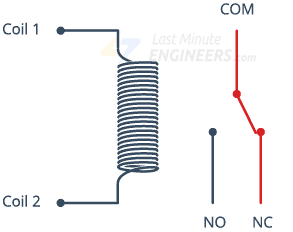 COM
Coil 1
Last Minute
ENGINEERS.com
Coil 2
NO
NC